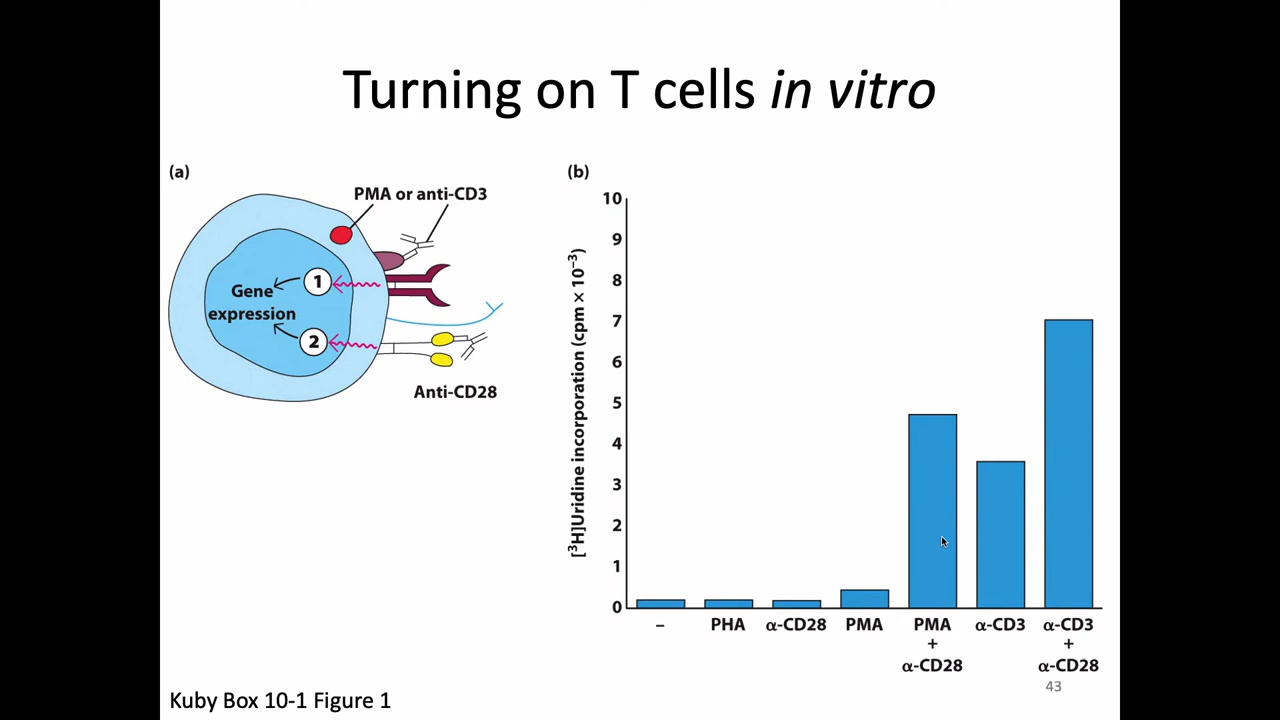 Turning on T cells in vitro
(a)
PMA or anti-CD3
1
Gene
expression
2
Anti-CD28
(b)
[³H]Uridine incorporation (cpm × 10⁻³)
10
9
8
7
6
5
4
3
2
1
0
– PHA α-CD28 PMA PMA + α-CD28 α-CD3 α-CD3 + α-CD28
43
Kuby Box 10-1 Figure 1